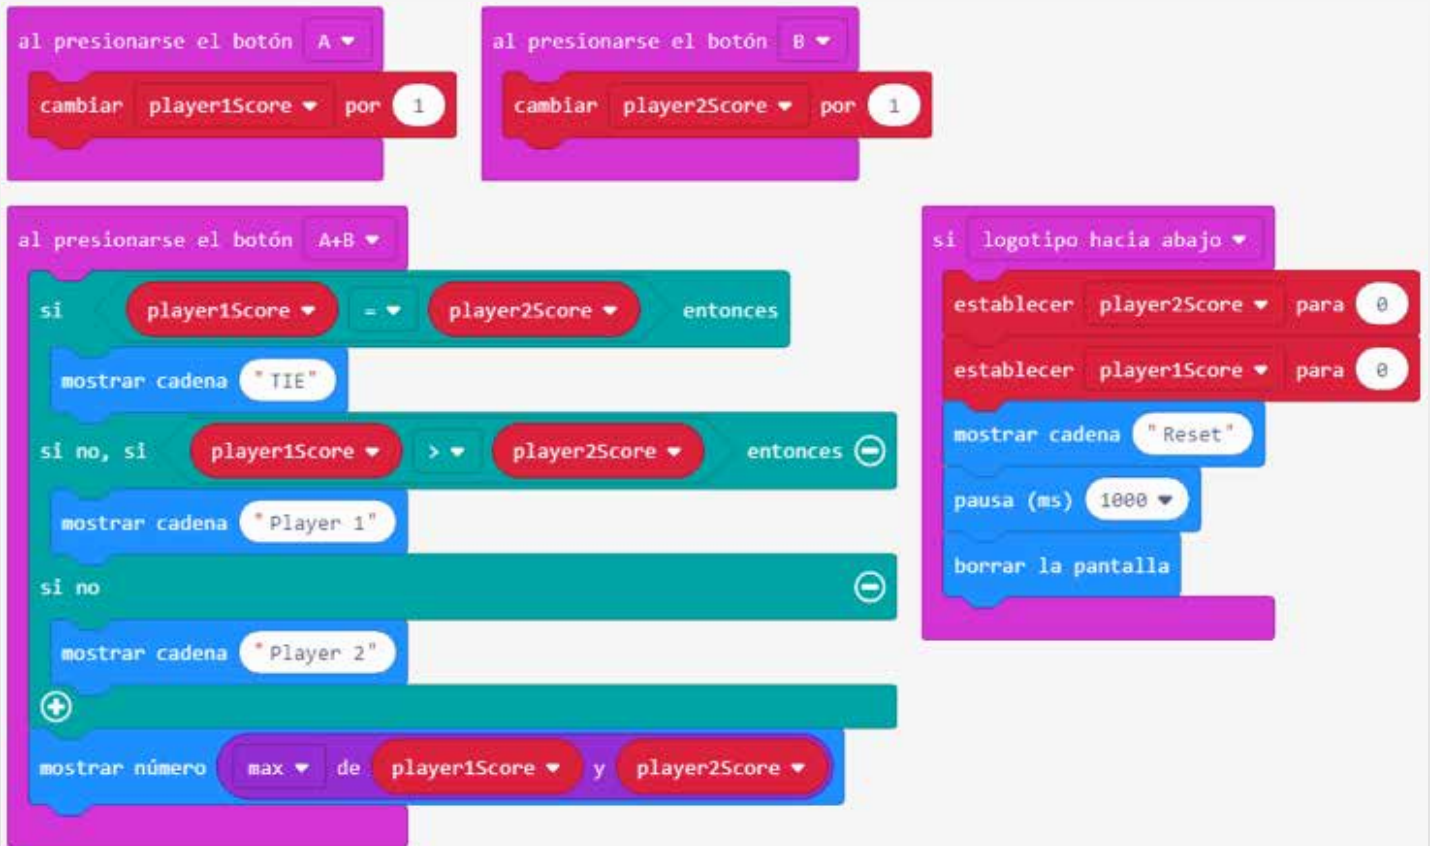 al presionarse el botón A
cambiar player1Score por 1
al presionarse el botón B
cambiar player2Score por 1
al presionarse el botón A+B
si player1Score = player2Score entonces
mostrar cadena "TIE"
si no, si player1Score > player2Score entonces
mostrar cadena "Player 1"
si no
mostrar cadena "Player 2"
mostrar número max de player1Score y player2Score
si logotipo hacia abajo
establecer player2Score para 0
establecer player1Score para 0
mostrar cadena "Reset"
pausa (ms) 1000
borrar la pantalla